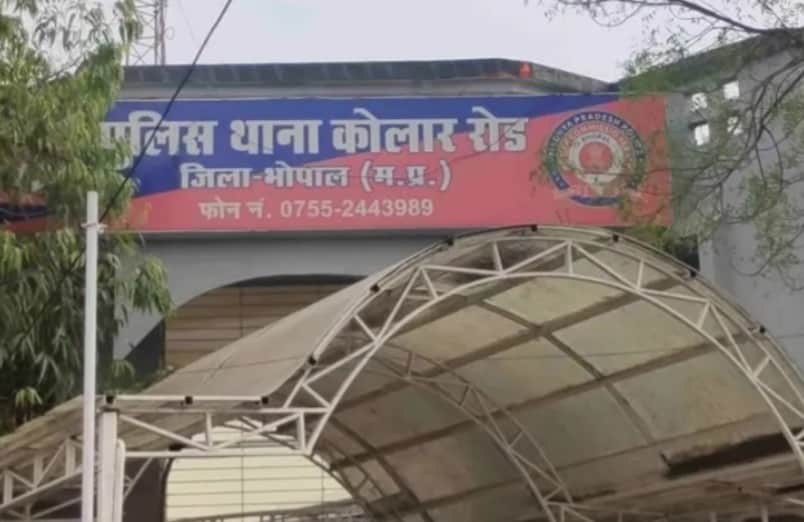 पुलिस थाना कोलार रोड
जिला-भोपाल (म.प्र.)
फोन नं. 0755-2443989